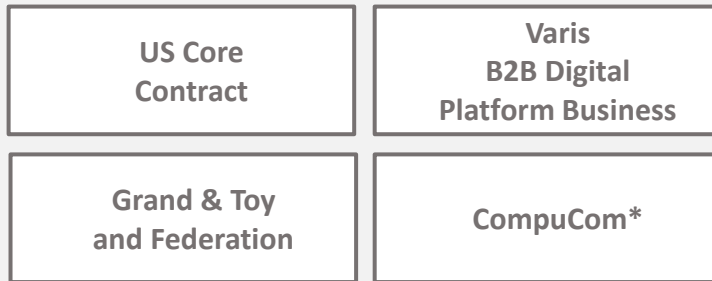 US Core
Contract
Varis
B2B Digital
Platform Business
Grand & Toy
and Federation
CompuCom*